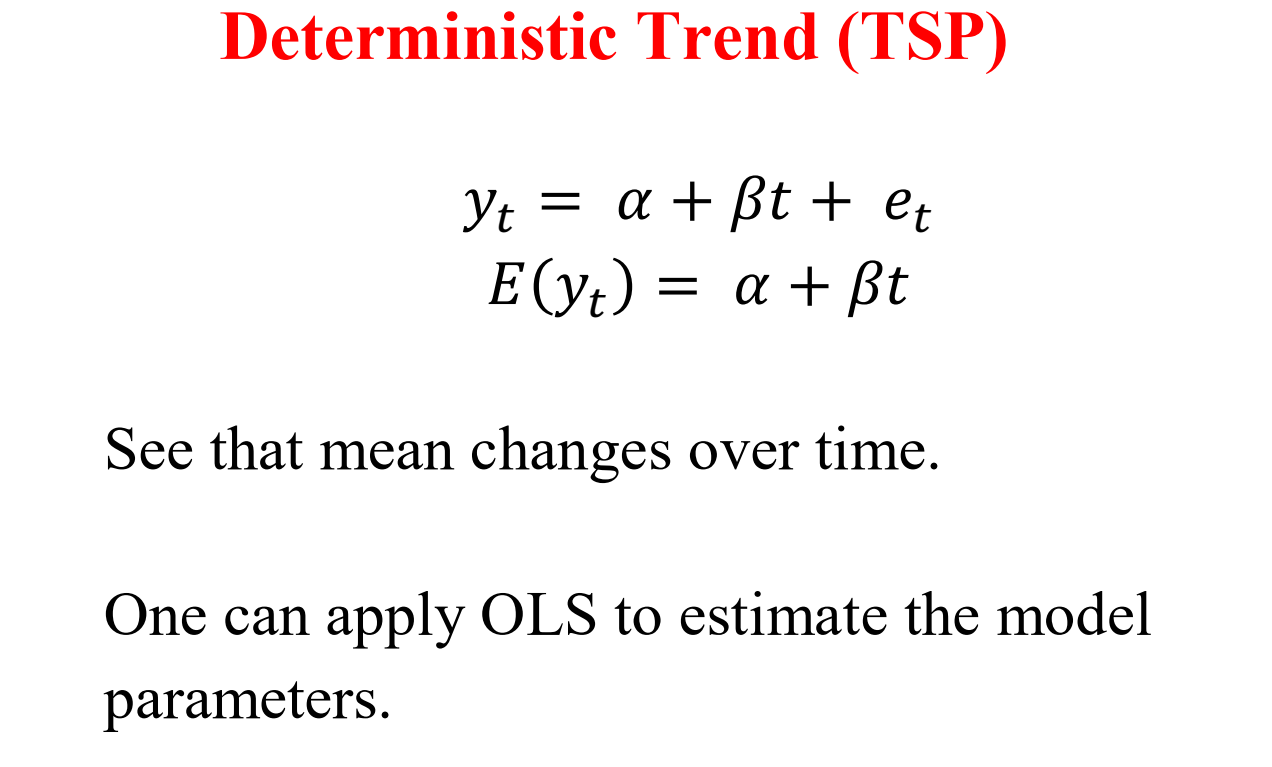 Deterministic Trend (TSP)
𝑦ₜ = 𝛼 + 𝛽𝑡 + 𝑒ₜ
𝐸(𝑦ₜ) = 𝛼 + 𝛽𝑡
See that mean changes over time.
One can apply OLS to estimate the model
parameters.